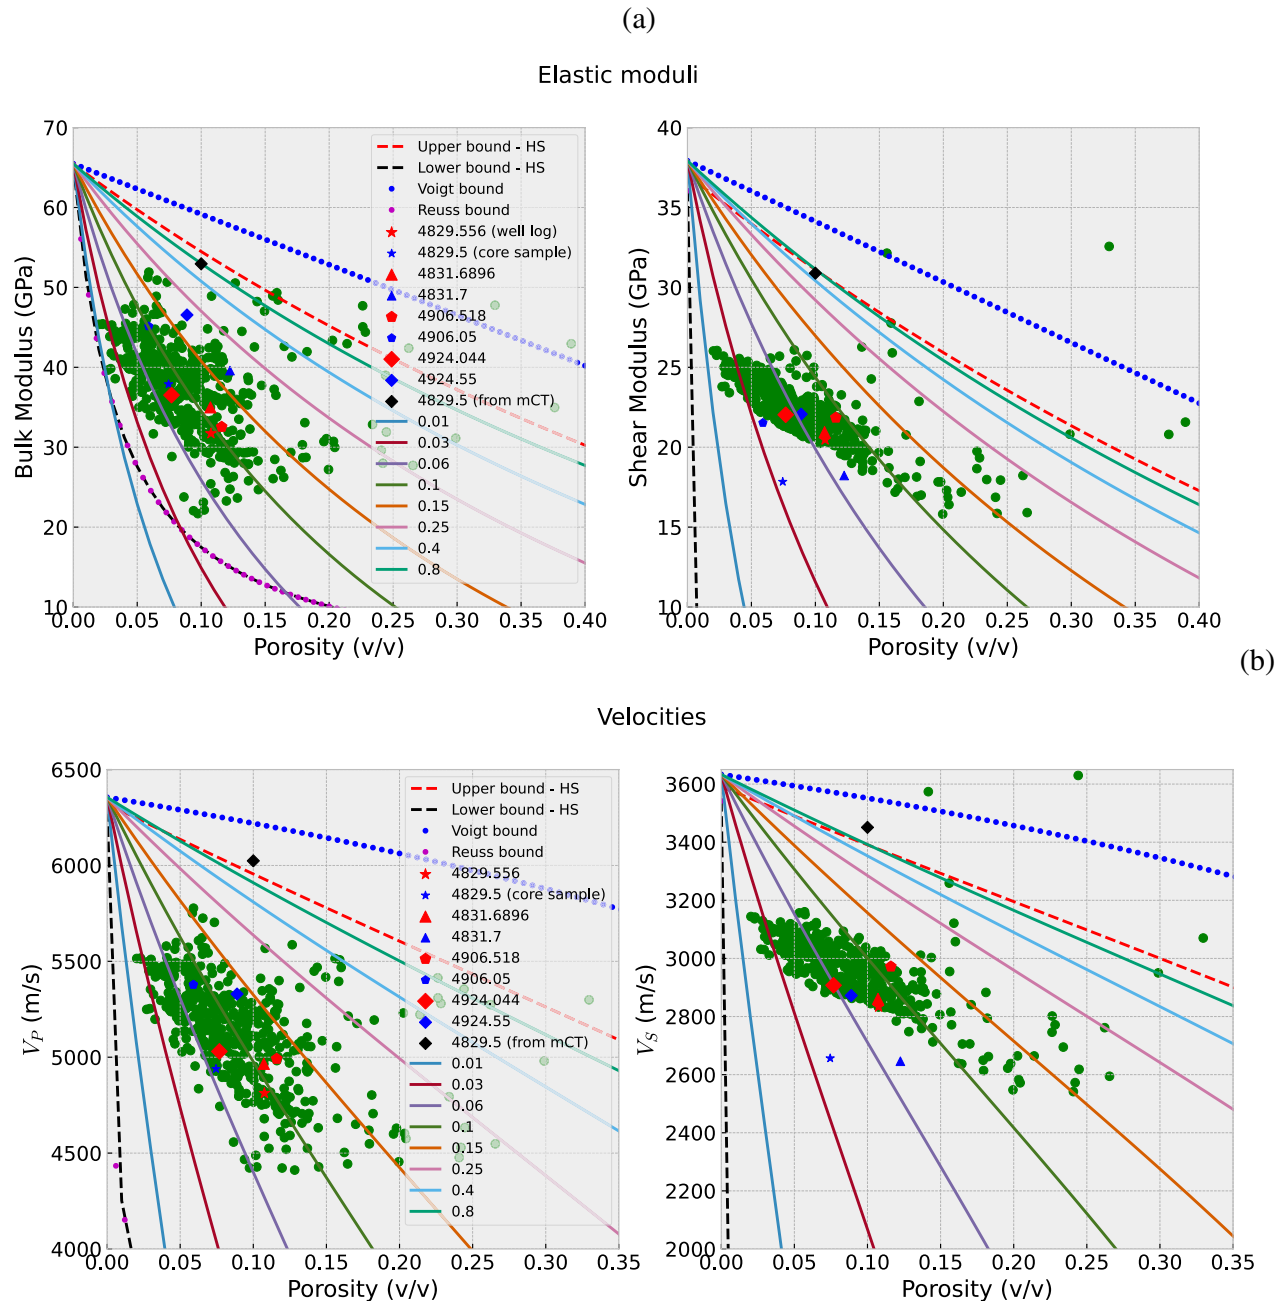 (a)
Elastic moduli
70
60
50
40
30
20
10
Bulk Modulus (GPa)
0.00 0.05 0.10 0.15 0.20 0.25 0.30 0.35 0.40
Porosity (v/v)
Upper bound - HS
Lower bound - HS
Voigt bound
Reuss bound
4829.556 (well log)
4829.5 (core sample)
4831.6896
4831.7
4906.518
4906.05
4924.044
4924.55
4829.5 (from mCT)
0.01
0.03
0.06
0.1
0.15
0.25
0.4
0.8
40
35
30
25
20
15
10
Shear Modulus (GPa)
0.00 0.05 0.10 0.15 0.20 0.25 0.30 0.35 0.40
Porosity (v/v)
(b)
Velocities
6500
6000
5500
5000
4500
4000
V_P (m/s)
0.00 0.05 0.10 0.15 0.20 0.25 0.30 0.35
Porosity (v/v)
Upper bound - HS
Lower bound - HS
Voigt bound
Reuss bound
4829.556
4829.5 (core sample)
4831.6896
4831.7
4906.518
4906.05
4924.044
4924.55
4829.5 (from mCT)
0.01
0.03
0.06
0.1
0.15
0.25
0.4
0.8
3600
3400
3200
3000
2800
2600
2400
2200
2000
V_S (m/s)
0.00 0.05 0.10 0.15 0.20 0.25 0.30 0.35
Porosity (v/v)